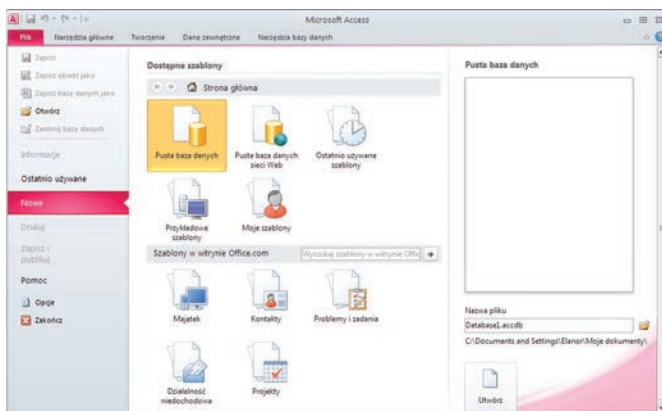 Microsoft Access
Plik
Narzędzia główne
Tworzenie
Dane zewnętrzne
Narzędzia bazy danych
Zapisz
Zapisz obiekt jako
Zapisz bazę danych jako
Otwórz
Zamknij bazę danych
Informacje
Ostatnio używane
Nowe
Drukuj
Zapisz i
publikuj
Pomoc
Opcje
Zakończ
Dostępne szablony
Strona główna
Pusta baza danych
Pusta baza danych
sieci Web
Ostatnio używane
szablony
Przykładowe
szablony
Moje szablony
Szablony w witrynie Office.com
Wyszukaj szablony w witrynie Offic
Majątek
Kontakty
Problemy i zadania
Działalność
niedochodowa
Projekty
Pusta baza danych
Nazwa pliku
Database1.accdb
C:\Documents and Settings\Elanor\Moje dokumenty\
Utwórz